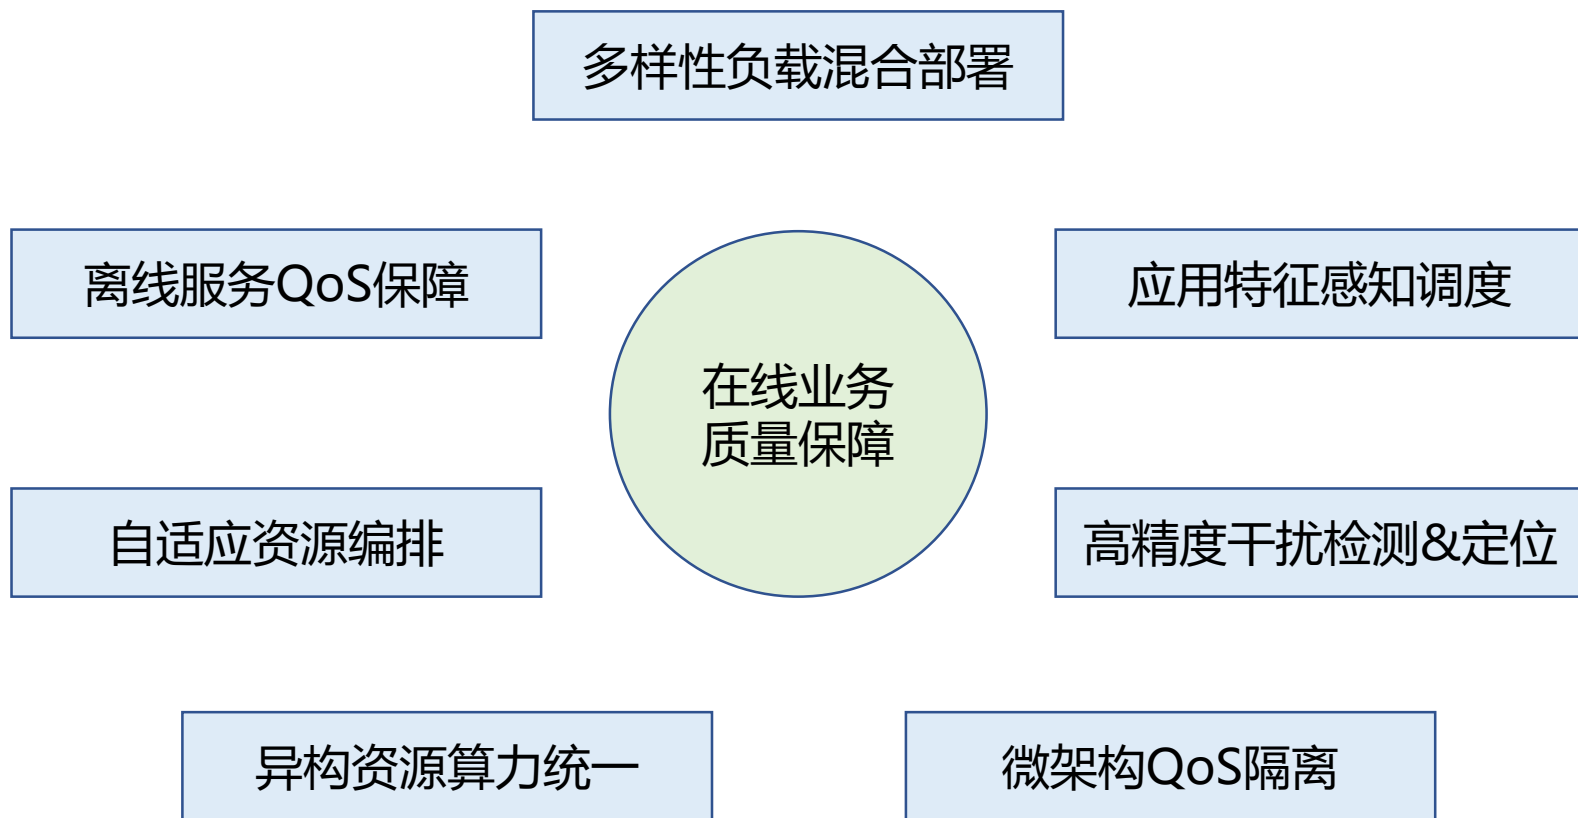 多样性负载混合部署
离线服务QoS保障
应用特征感知调度
在线业务
质量保障
自适应资源编排
高精度干扰检测&定位
异构资源算力统一
微架构QoS隔离